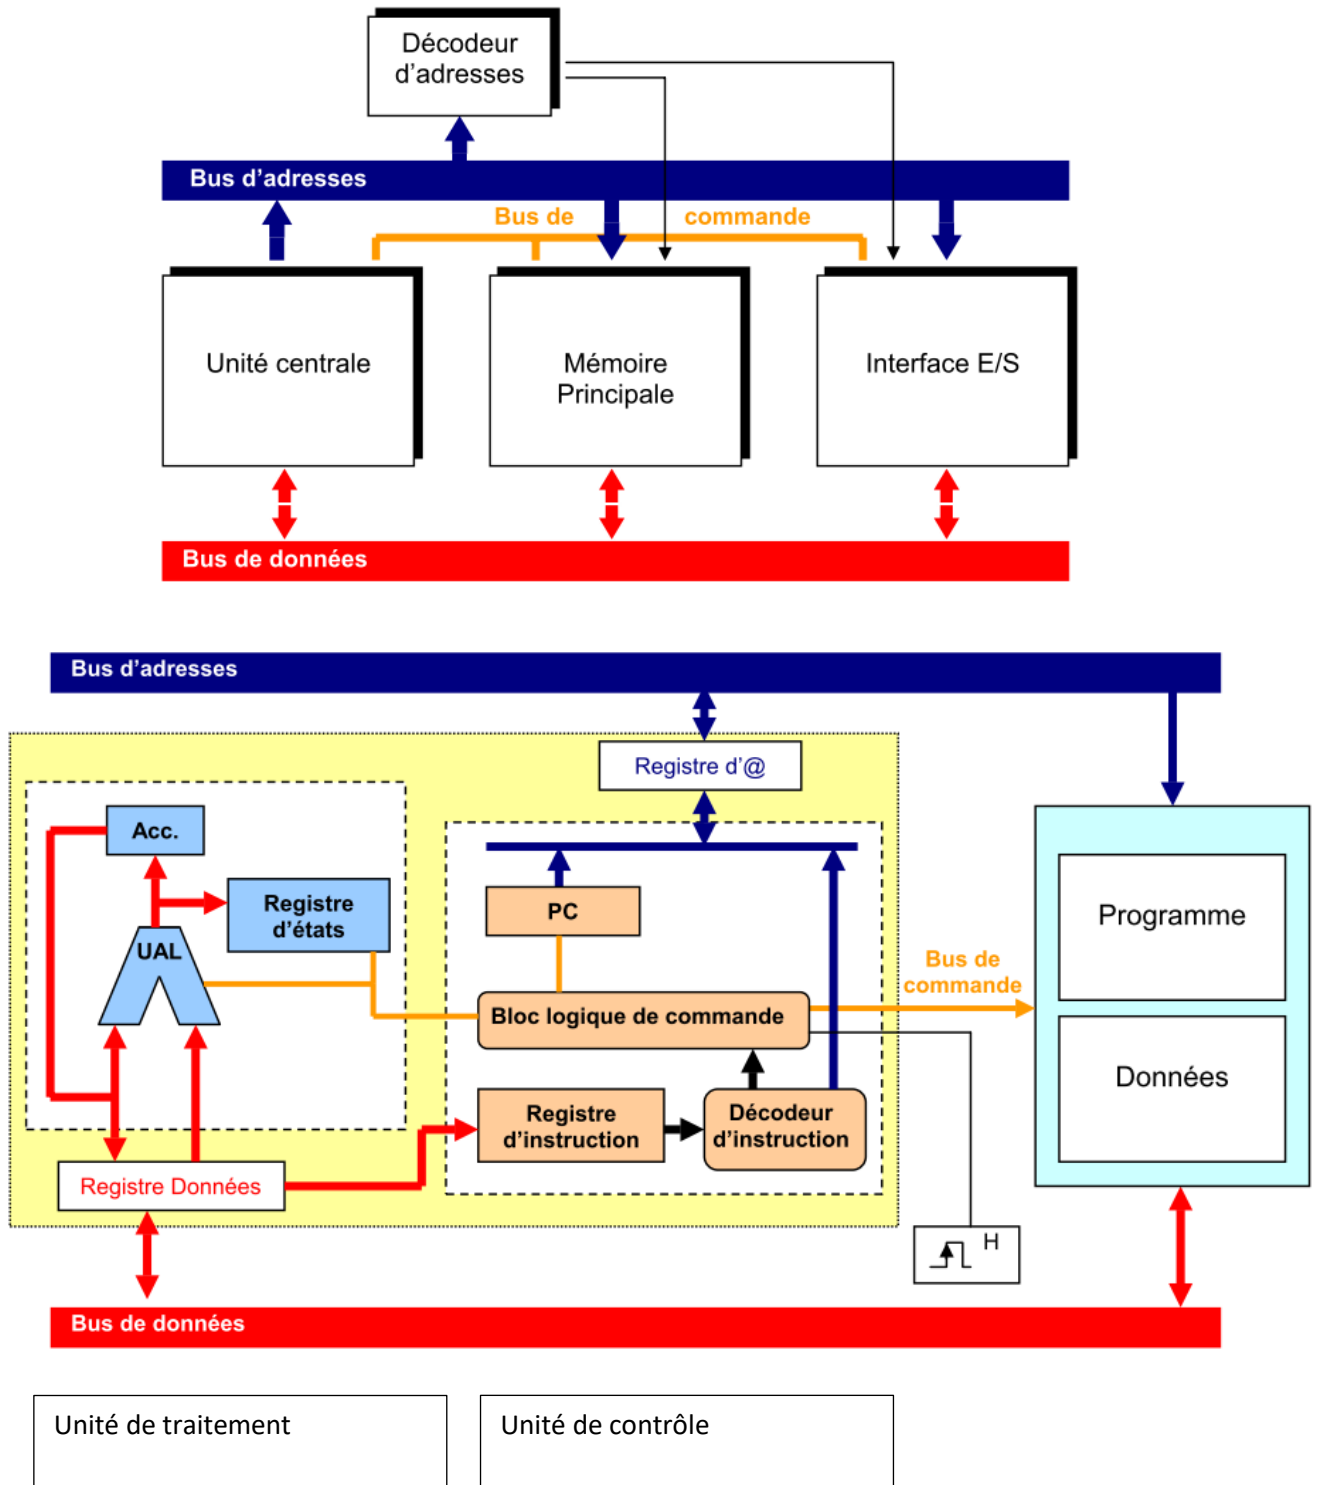 Décodeur
d'adresses
Bus d'adresses
Bus de commande
Unité centrale
Mémoire
Principale
Interface E/S
Bus de données
Bus d'adresses
Registre d'@
Acc.
Registre
d'états
UAL
PC
Bus de
commande
Bloc logique de commande
Programme
Données
Registre
d'instruction
Décodeur
d'instruction
Registre Données
H
Bus de données
Unité de traitement
Unité de contrôle